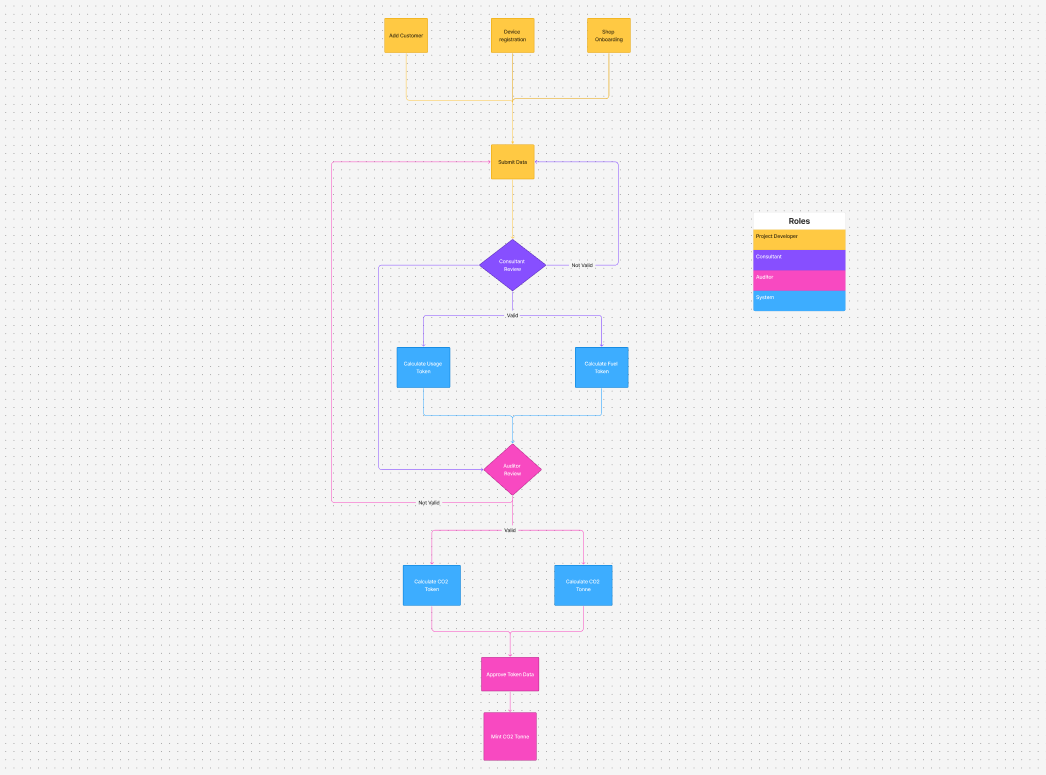 Add Customer
Device
registration
Shop
Onboarding
Submit Data
Roles
Project Developer
Consultant
Auditor
System
Consultant
Review
Not Valid
Valid
Calculate Usage
Token
Calculate Fuel
Token
Auditor
Review
Not Valid
Valid
Calculate CO2
Token
Calculate CO2
Tonne
Approve Token Data
Mint CO2 Tonne